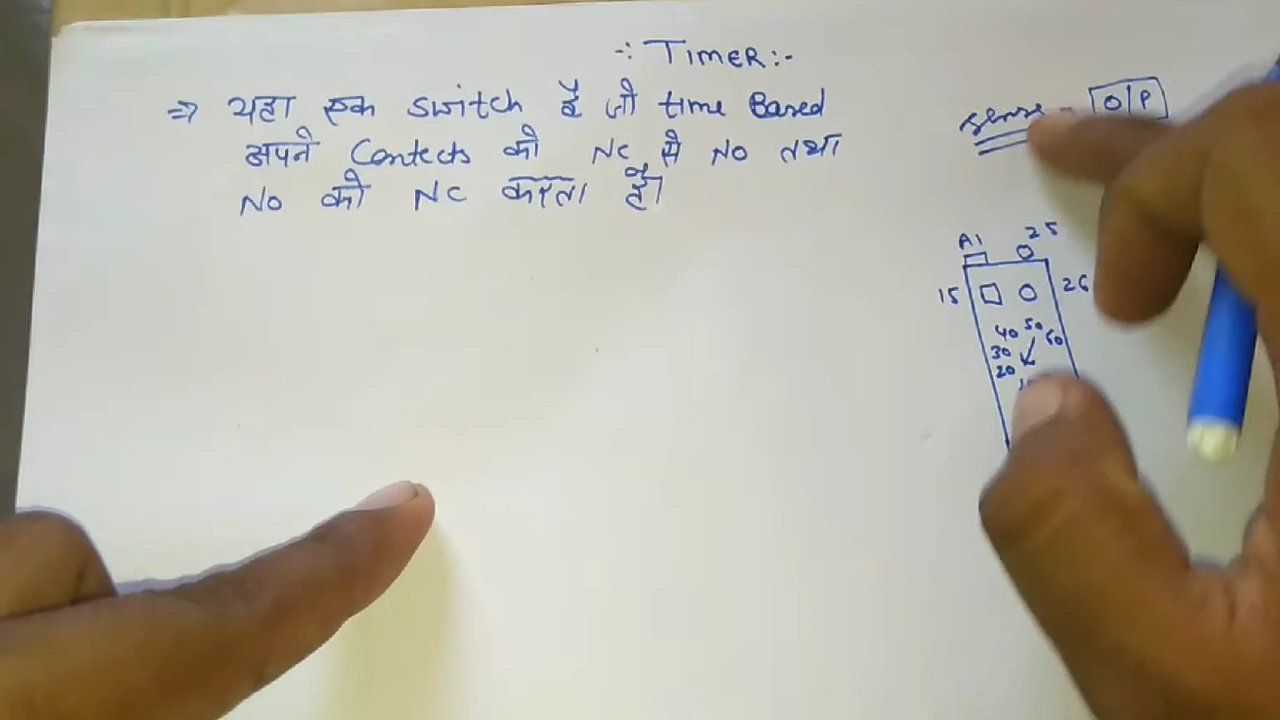 -: TIMER:-
⇒ यहा एक switch है जो time Based
अपने Contects को NC से NO तथा
NO को NC करता है।
sense - O/P
A1 25
15 26
40 50 60
30
20